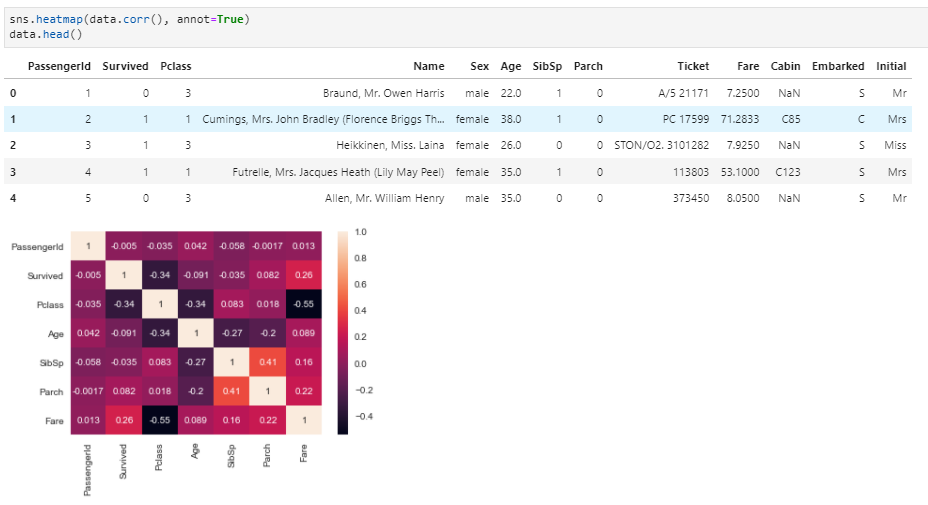 sns.heatmap(data.corr(), annot=True)
data.head()
PassengerId Survived Pclass Name Sex Age SibSp Parch Ticket Fare Cabin Embarked Initial
0 1 0 3 Braund, Mr. Owen Harris male 22.0 1 0 A/5 21171 7.2500 NaN S Mr
1 2 1 1 Cumings, Mrs. John Bradley (Florence Briggs Th... female 38.0 1 0 PC 17599 71.2833 C85 C Mrs
2 3 1 3 Heikkinen, Miss. Laina female 26.0 0 0 STON/O2. 3101282 7.9250 NaN S Miss
3 4 1 1 Futrelle, Mrs. Jacques Heath (Lily May Peel) female 35.0 1 0 113803 53.1000 C123 S Mrs
4 5 0 3 Allen, Mr. William Henry male 35.0 0 0 373450 8.0500 NaN S Mr
PassengerId 1 -0.005 -0.035 0.042 -0.058 -0.0017 0.013
Survived -0.005 1 -0.34 -0.091 -0.035 0.082 0.26
Pclass -0.035 -0.34 1 -0.34 0.083 0.018 -0.55
Age 0.042 -0.091 -0.34 1 -0.27 -0.2 0.089
SibSp -0.058 -0.035 0.083 -0.27 1 0.41 0.16
Parch -0.0017 0.082 0.018 -0.2 0.41 1 0.22
Fare 0.013 0.26 -0.55 0.089 0.16 0.22 1
PassengerId Survived Pclass Age SibSp Parch Fare
1.0
0.8
0.6
0.4
0.2
0.0
−0.2
−0.4